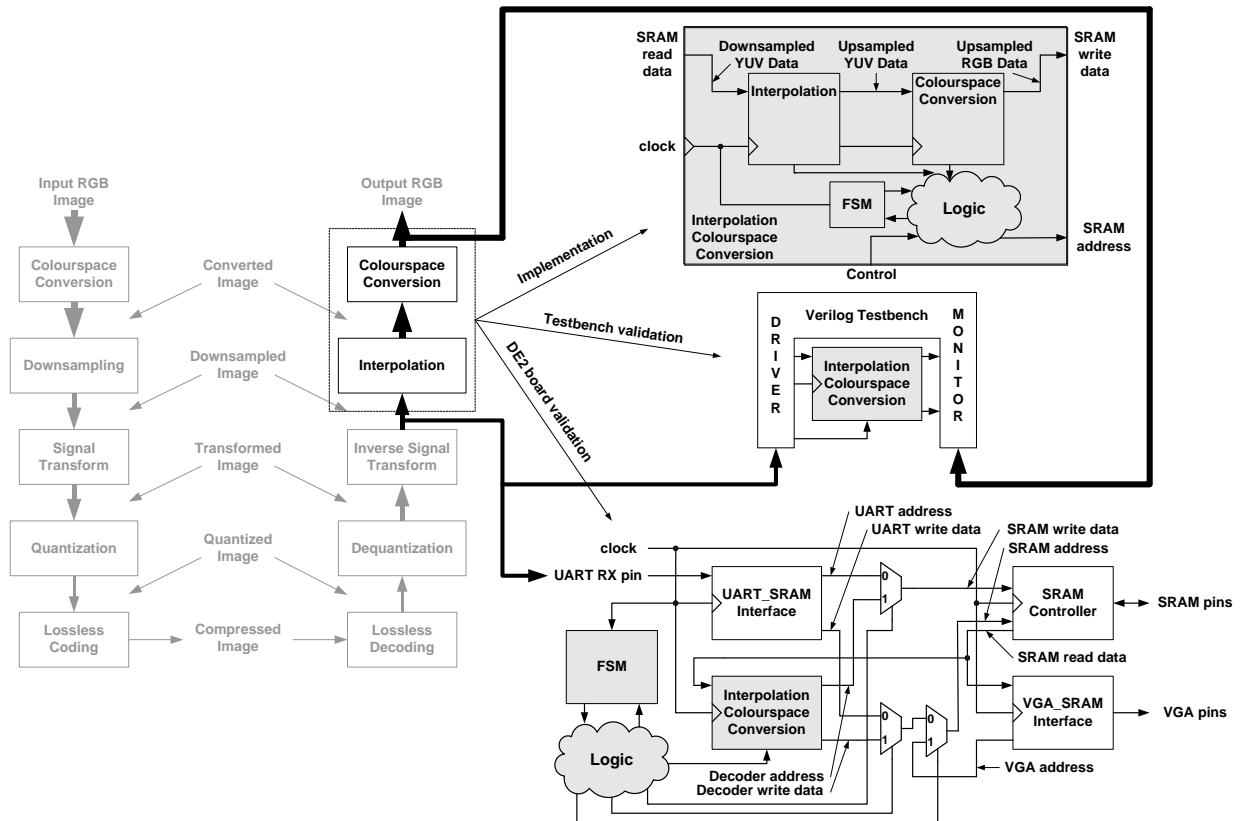 SRAM
read
data
Downsampled
YUV Data
Upsampled
YUV Data
Upsampled
RGB Data
SRAM
write
data
Interpolation
Colourspace
Conversion
clock
FSM
Logic
Interpolation
Colourspace
Conversion
SRAM
address
Control
Input RGB
Image
Output RGB
Image
Colourspace
Conversion
Converted
Image
Colourspace
Conversion
Downsampling
Downsampled
Image
Interpolation
Signal
Transform
Transformed
Image
Inverse Signal
Transform
Quantization
Quantized
Image
Dequantization
Lossless
Coding
Compressed
Image
Lossless
Decoding
Implementation
Testbench validation
DE2 board validation
DRIVER
Verilog Testbench
MONITOR
Interpolation
Colourspace
Conversion
UART address
UART write data
SRAM write data
SRAM address
clock
UART RX pin
UART_SRAM
Interface
0
1
SRAM
Controller
SRAM pins
SRAM read data
FSM
Interpolation
Colourspace
Conversion
0
1
0
1
VGA_SRAM
Interface
VGA pins
Logic
Decoder address
Decoder write data
VGA address